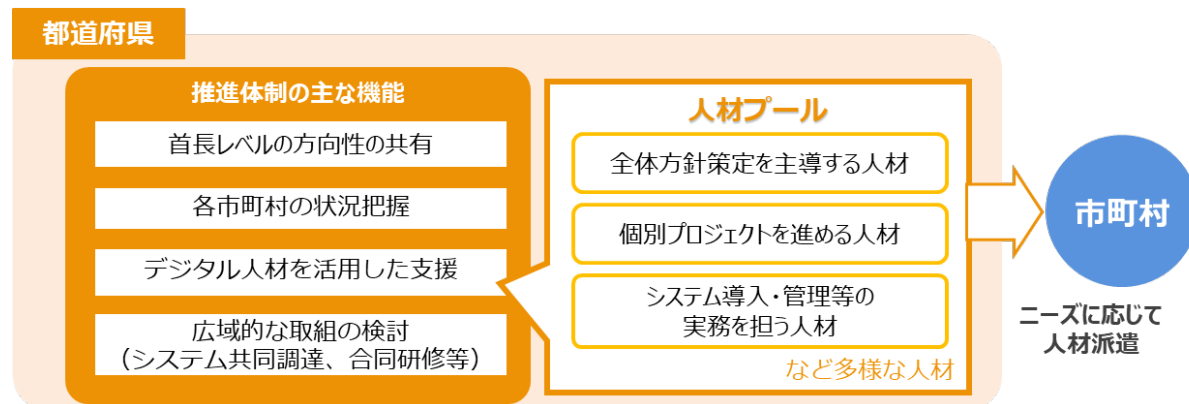 都道府県
推進体制の主な機能
首長レベルの方向性の共有
各市町村の状況把握
デジタル人材を活用した支援
広域的な取組の検討
（システム共同調達、合同研修等）
人材プール
全体方針策定を主導する人材
個別プロジェクトを進める人材
システム導入・管理等の
実務を担う人材
など多様な人材
市町村
ニーズに応じて
人材派遣